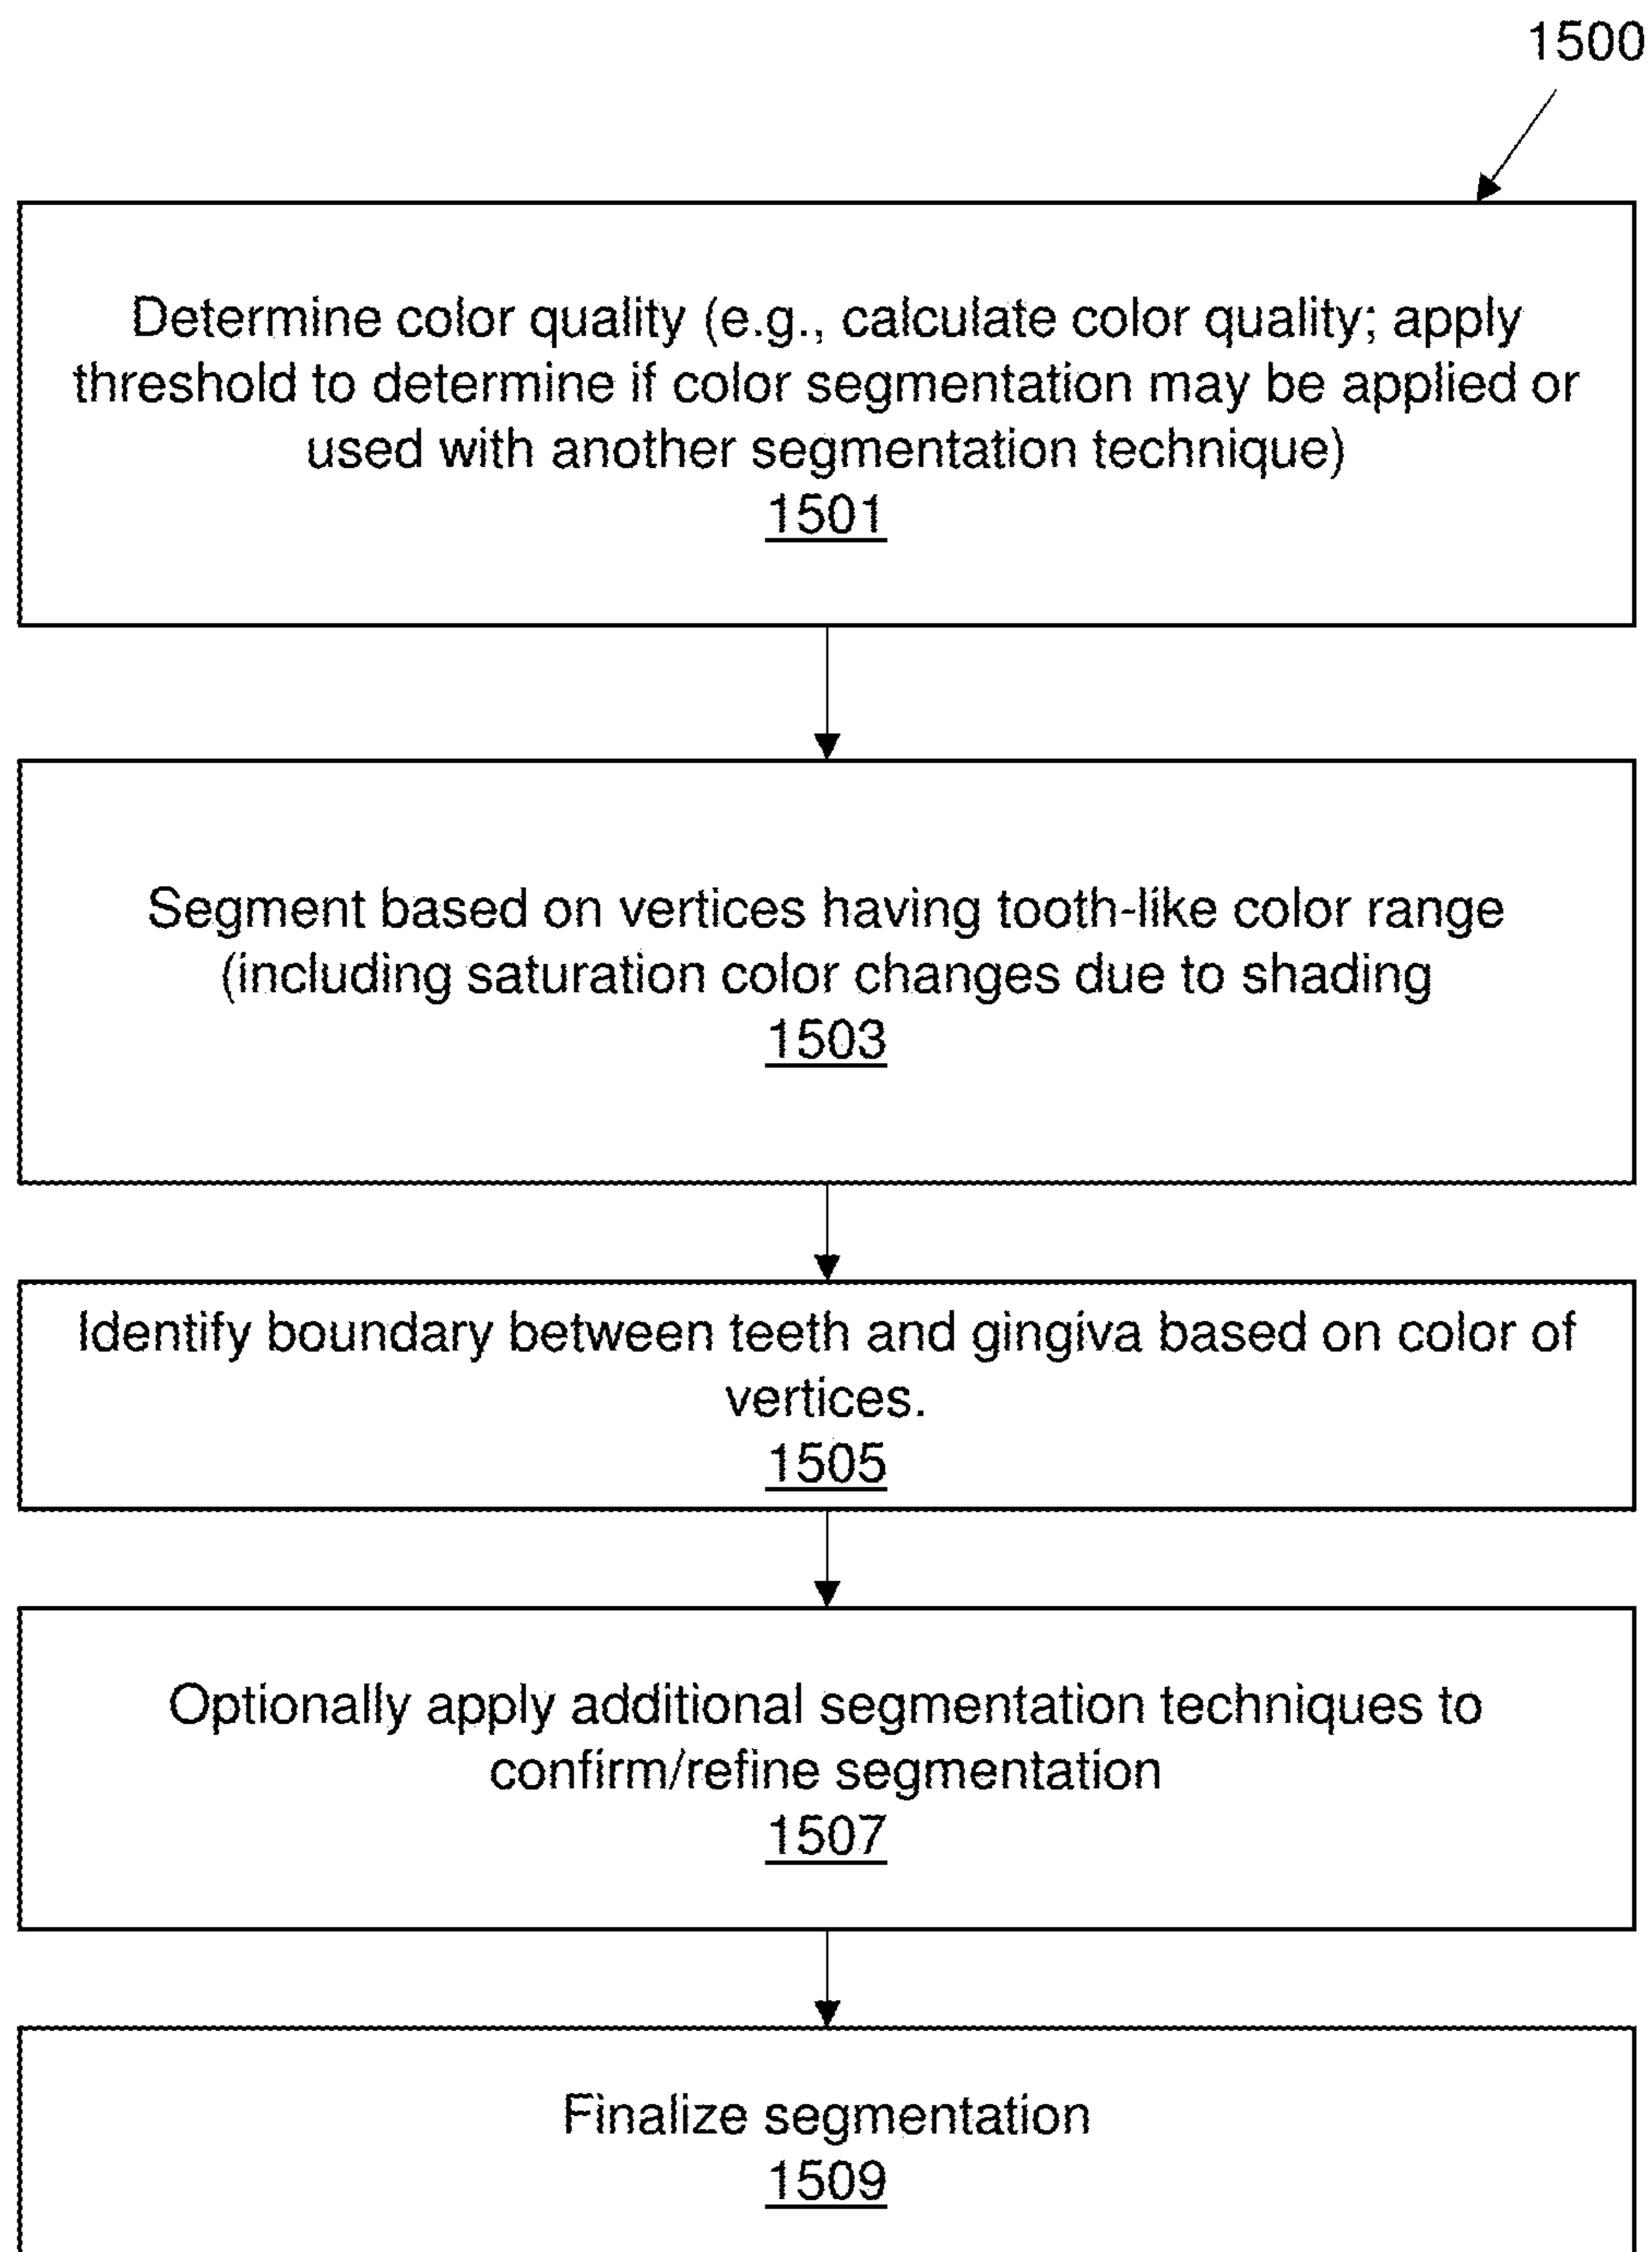 1500
Determine color quality (e.g., calculate color quality; apply
threshold to determine if color segmentation may be applied or
used with another segmentation technique)
1501
Segment based on vertices having tooth-like color range
(including saturation color changes due to shading
1503
Identify boundary between teeth and gingiva based on color of
vertices.
1505
Optionally apply additional segmentation techniques to
confirm/refine segmentation
1507
Finalize segmentation
1509